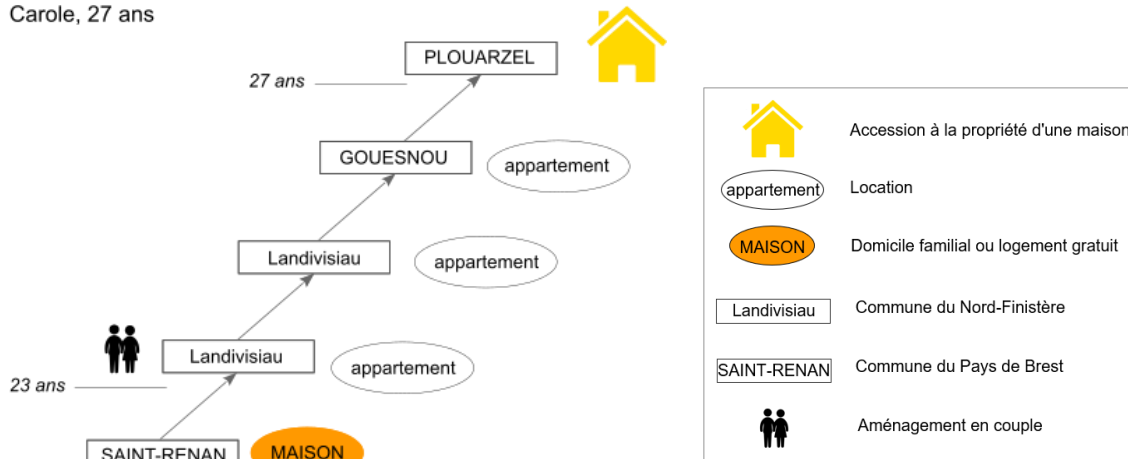 Carole, 27 ans
PLOUARZEL
27 ans
GOUESNOU
appartement
Landivisiau
appartement
Landivisiau
appartement
23 ans
SAINT-RENAN
MAISON
Accession à la propriété d'une maison
appartement
Location
MAISON
Domicile familial ou logement gratuit
Landivisiau
Commune du Nord-Finistère
SAINT-RENAN
Commune du Pays de Brest
Aménagement en couple